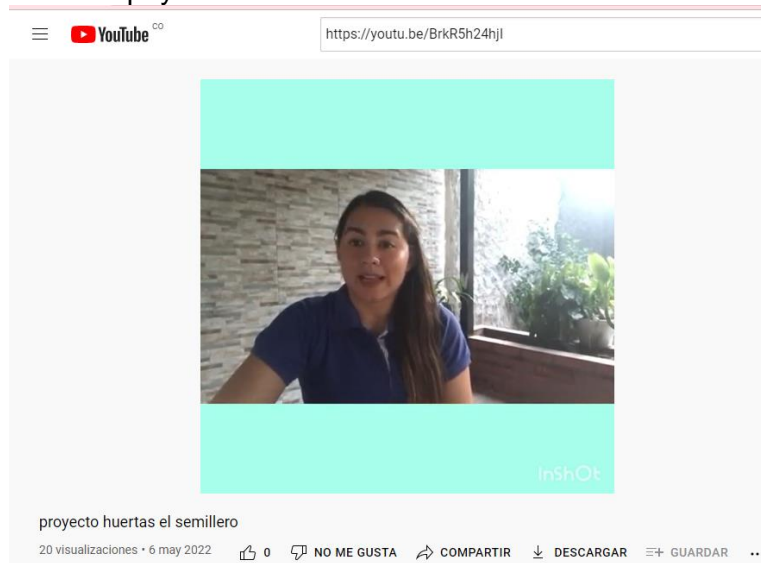 YouTube CO
https://youtu.be/BrkR5h24hjI
InShOt
proyecto huertas el semillero
20 visualizaciones • 6 may 2022 0 NO ME GUSTA COMPARTIR DESCARGAR GUARDAR ...